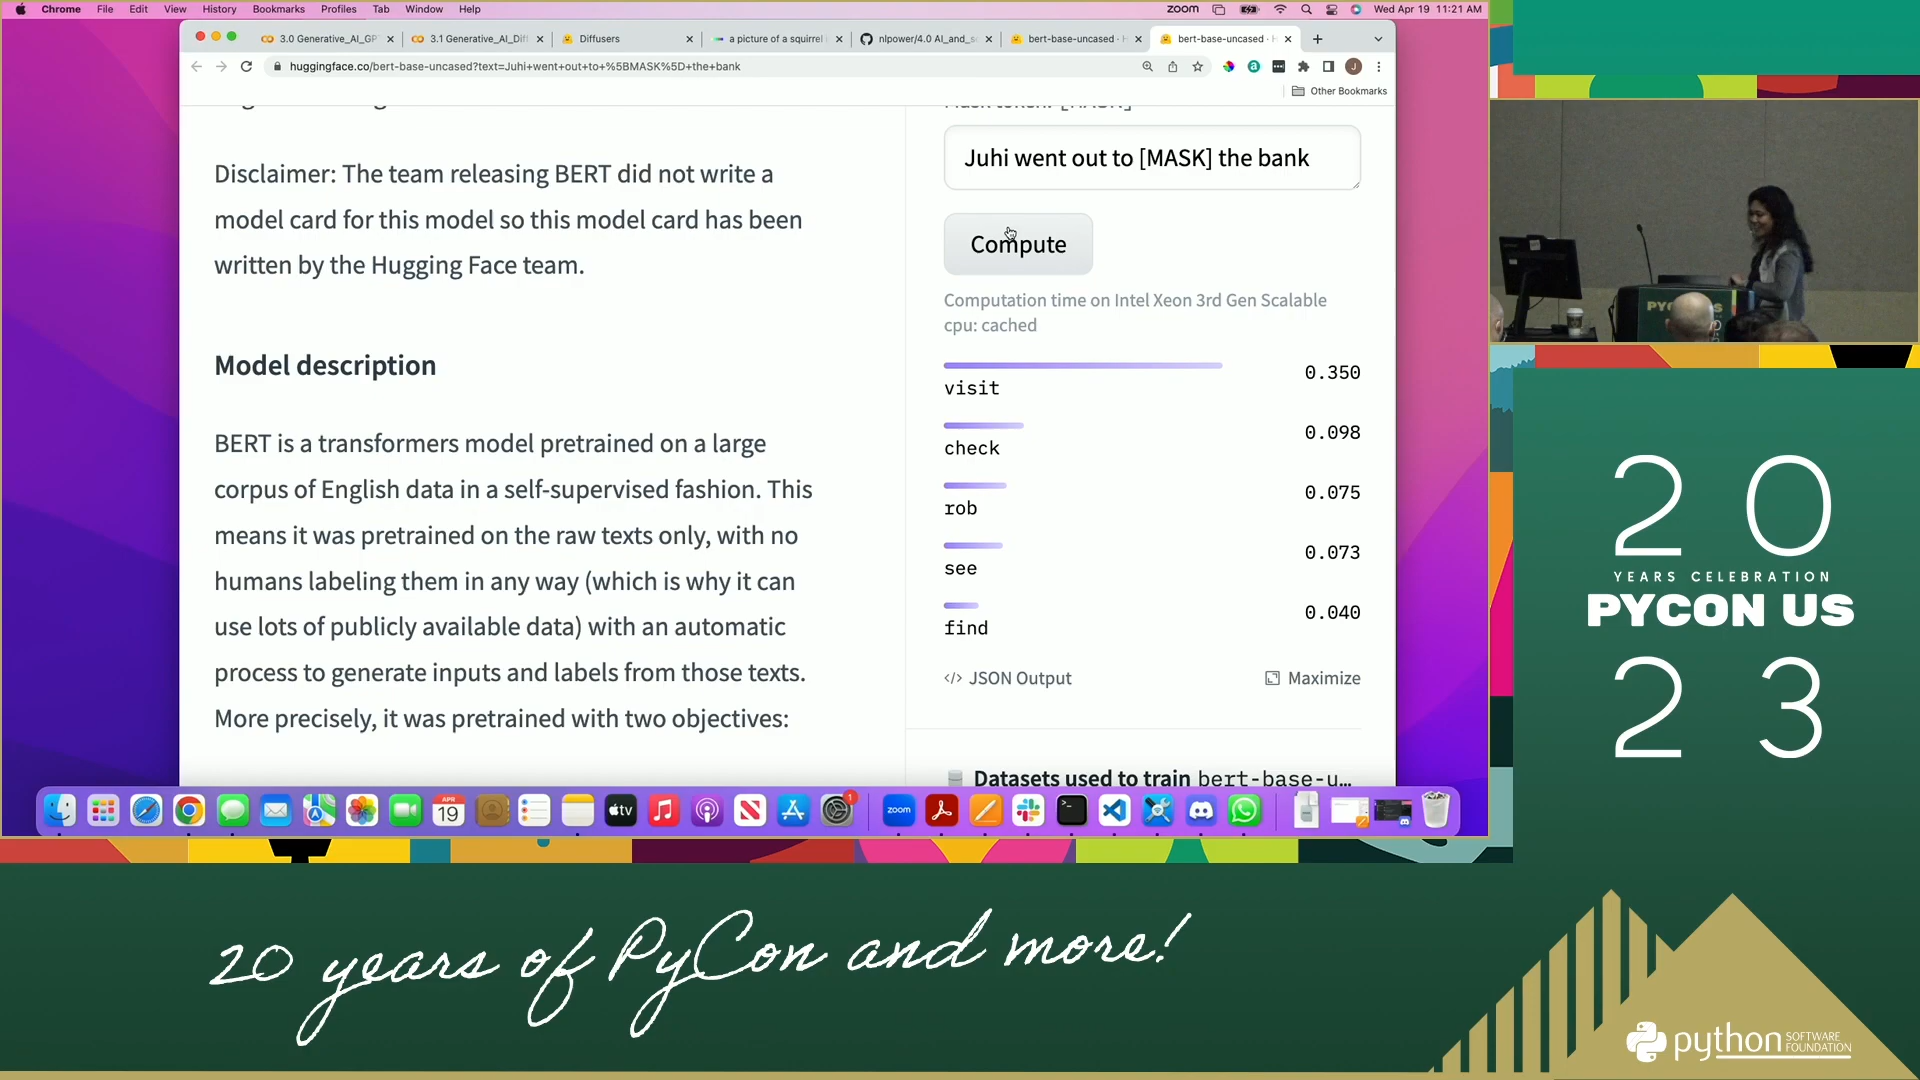 Chrome File Edit View History Bookmarks Profiles Tab Window Help
zoom Wed Apr 19 11:21 AM
3.0 Generative_AI_GP
3.1 Generative_AI_Dif
Diffusers
a picture of a squirrel
nlpower/4.0 AI_and_s
bert-base-uncased · H
bert-base-uncased · H
huggingface.co/bert-base-uncased?text=Juhi+went+out+to+%5BMASK%5D+the+bank
Other Bookmarks
Disclaimer: The team releasing BERT did not write a
model card for this model so this model card has been
written by the Hugging Face team.
Model description
BERT is a transformers model pretrained on a large
corpus of English data in a self-supervised fashion. This
means it was pretrained on the raw texts only, with no
humans labeling them in any way (which is why it can
use lots of publicly available data) with an automatic
process to generate inputs and labels from those texts.
More precisely, it was pretrained with two objectives:
Juhi went out to [MASK] the bank
Compute
Computation time on Intel Xeon 3rd Gen Scalable
cpu: cached
visit 0.350
check 0.098
rob 0.075
see 0.073
find 0.040
</> JSON Output
Maximize
Datasets used to train bert-base-u…
APR
19
tv
1
zoom
20
YEARS CELEBRATION
PYCON US
23
20 years of PyCon and more!
python SOFTWARE
FOUNDATION